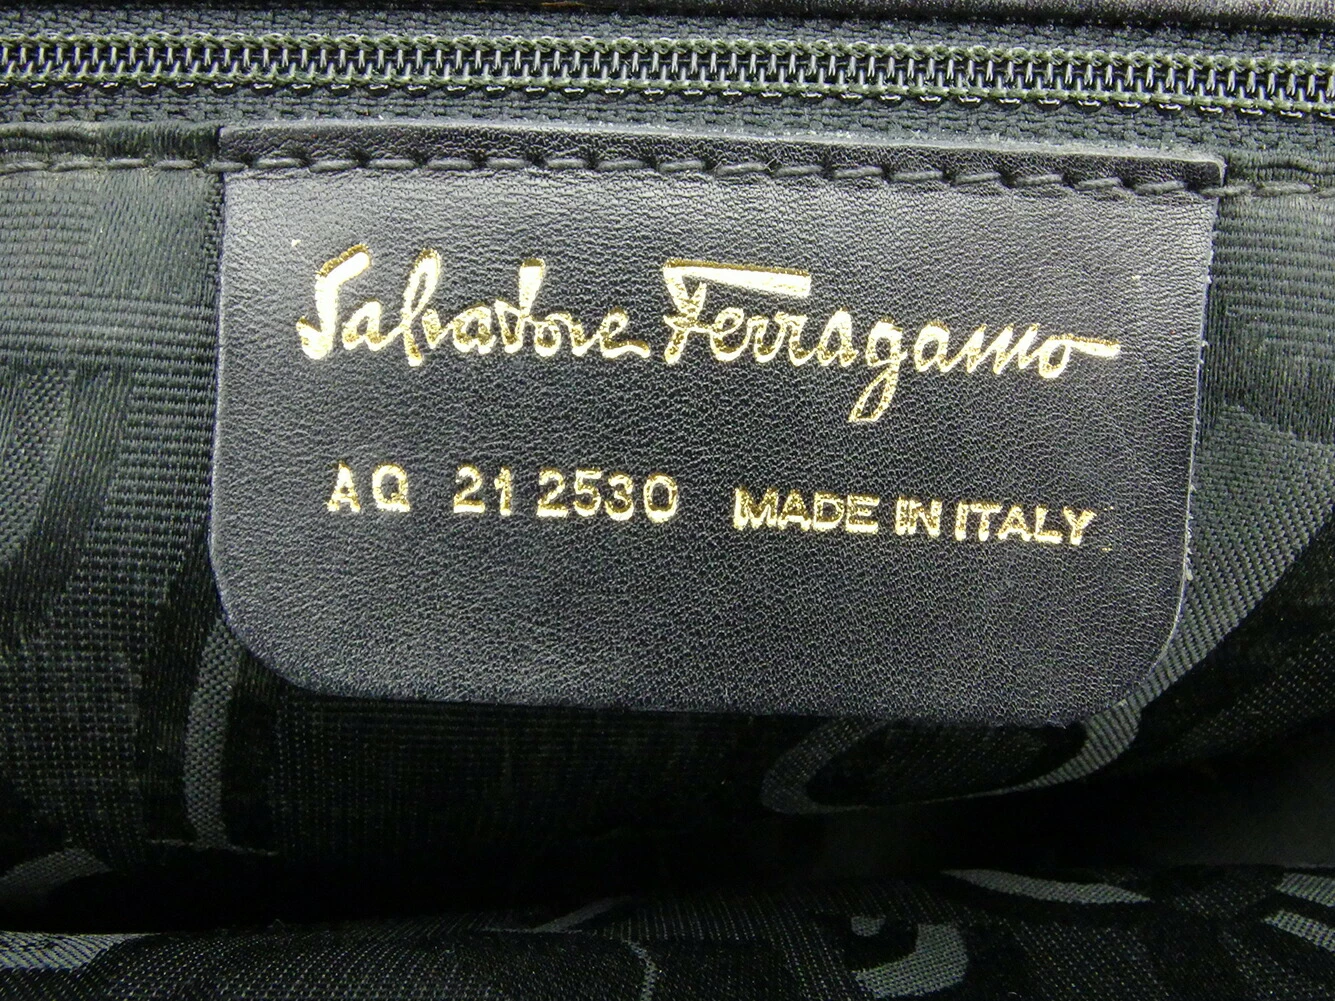 Salvatore Ferragamo
AQ 21 2530 MADE IN ITALY